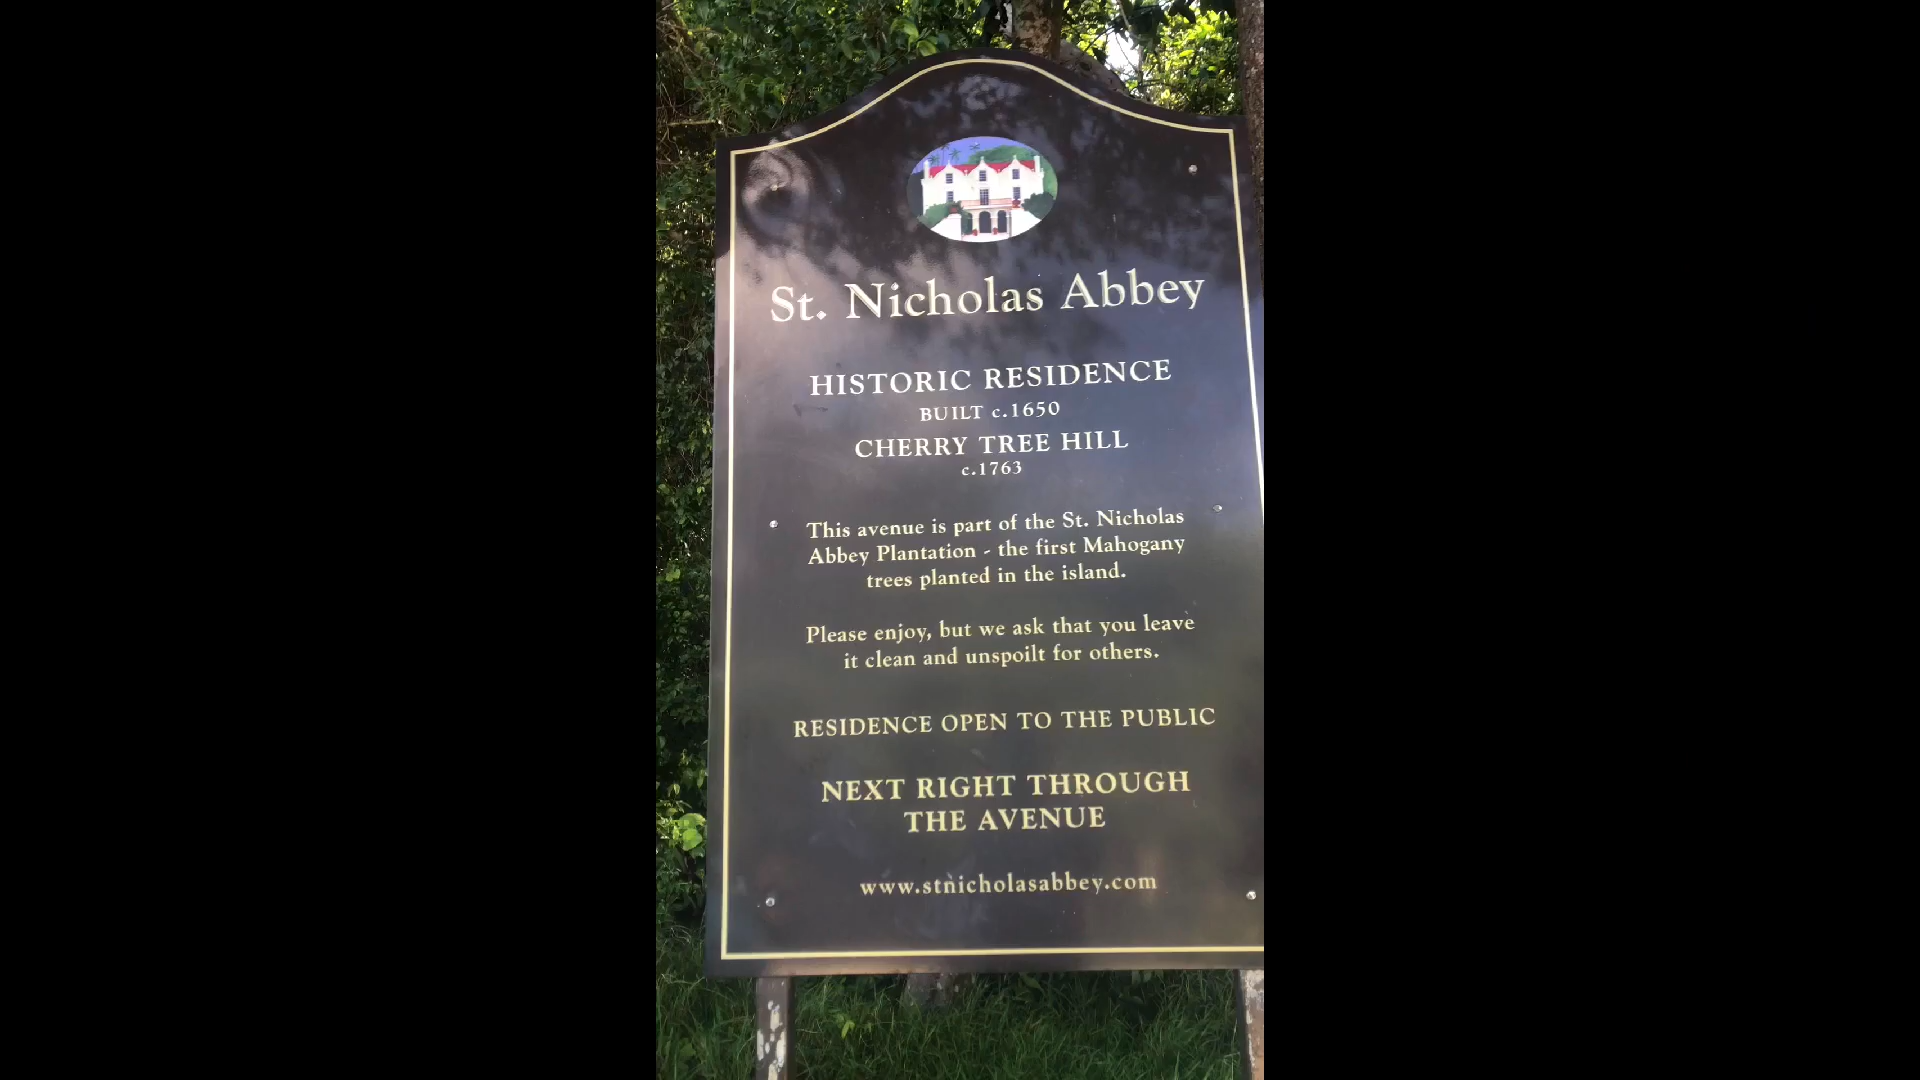 St. Nicholas Abbey
HISTORIC RESIDENCE
BUILT c.1650
CHERRY TREE HILL
c.1763
This avenue is part of the St. Nicholas
Abbey Plantation - the first Mahogany
trees planted in the island.
Please enjoy, but we ask that you leave
it clean and unspoilt for others.
RESIDENCE OPEN TO THE PUBLIC
NEXT RIGHT THROUGH
THE AVENUE
www.stnicholasabbey.com